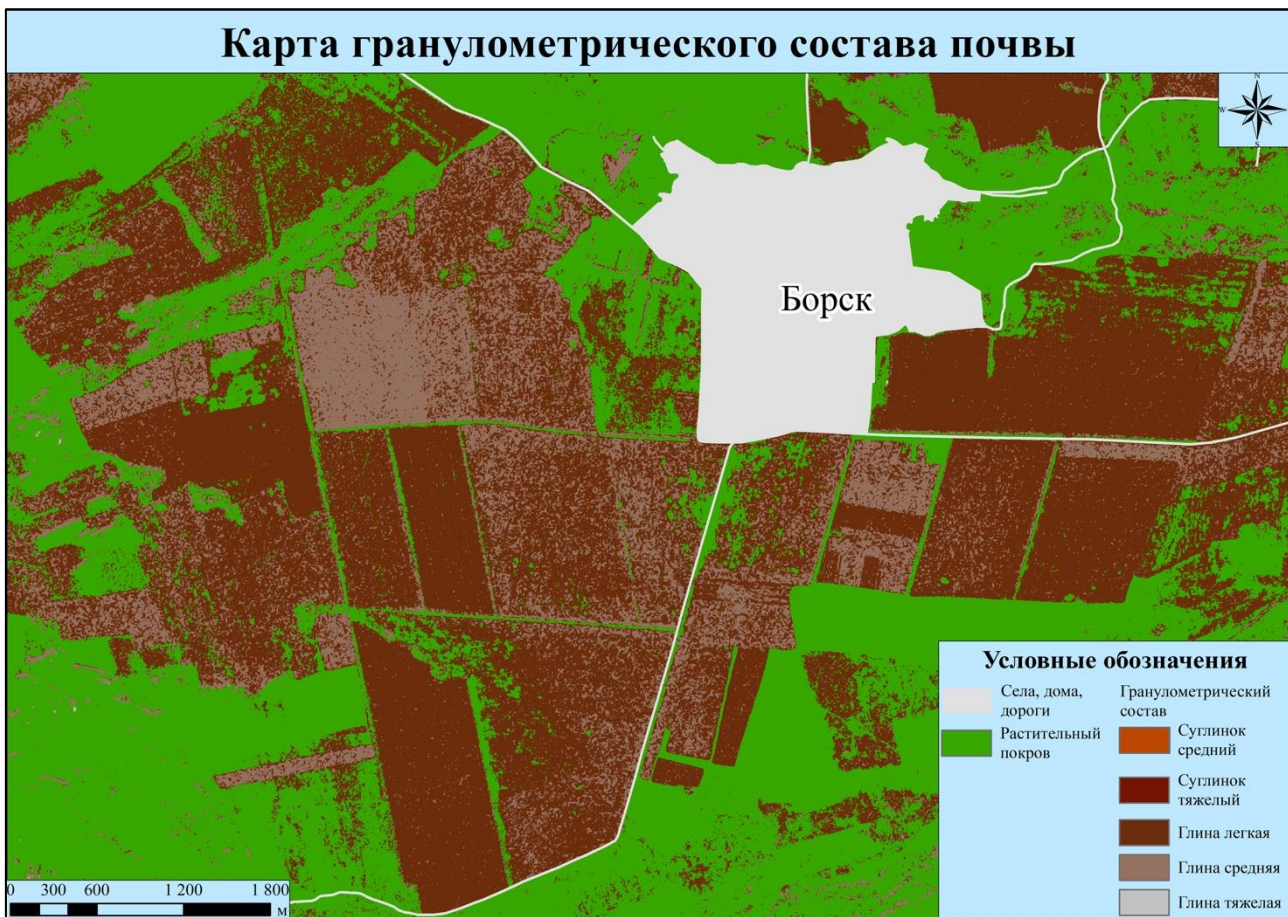 Карта гранулометрического состава почвы
N
W
S
Борск
Условные обозначения
Села, дома,
дороги
Растительный
покров
Гранулометрический
состав
Суглинок
средний
Суглинок
тяжелый
Глина легкая
Глина средняя
Глина тяжелая
0 300 600 1 200 1 800
м